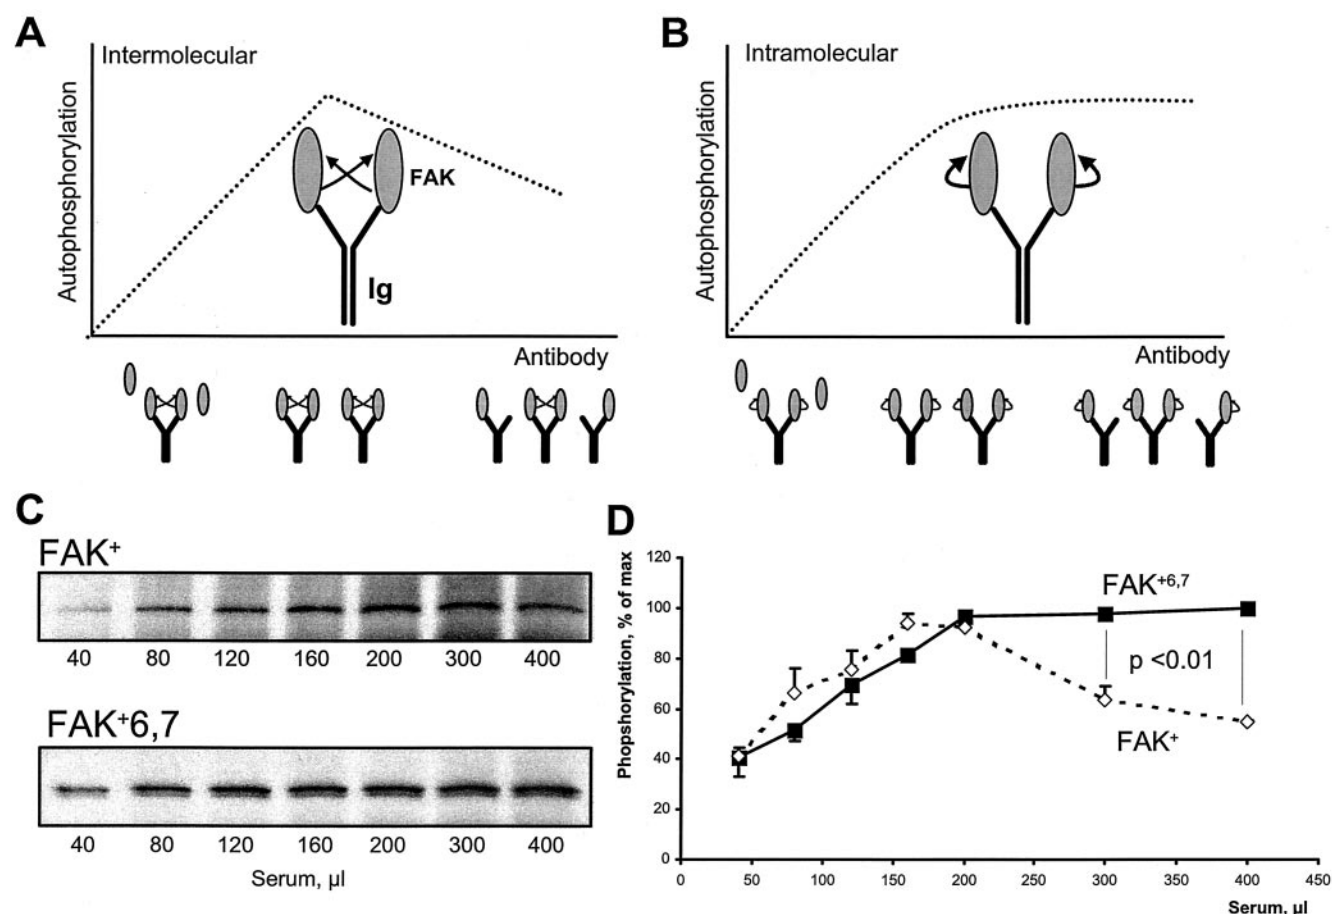 A
Intermolecular
Autophosphorylation
FAK
Ig
Antibody
B
Intramolecular
Autophosphorylation
Antibody
C
FAK+
40 80 120 160 200 300 400
FAK+6,7
40 80 120 160 200 300 400
Serum, µl
D
Phopshorylation, % of max
120
100
80
60
40
20
0
FAK+6,7
p <0.01
FAK+
0 50 100 150 200 250 300 350 400 450
Serum, µl